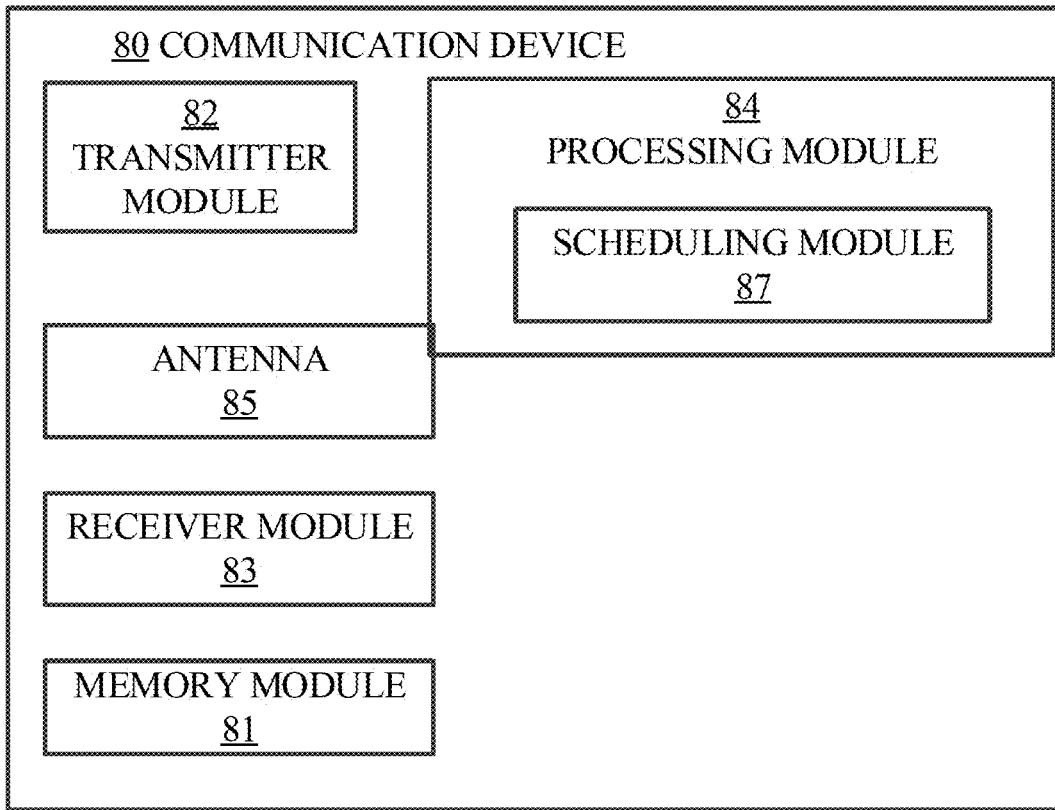 80 COMMUNICATION DEVICE
82
TRANSMITTER
MODULE
84
PROCESSING MODULE
SCHEDULING MODULE
87
ANTENNA
85
RECEIVER MODULE
83
MEMORY MODULE
81